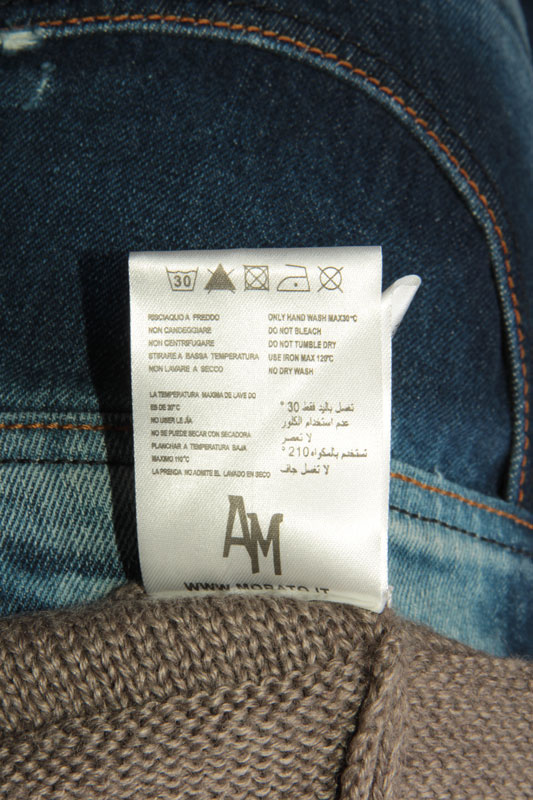 30
RISCIAQUO A FREDDO
NON CANDEGGIARE
NON CENTRIFUGARE
STIRARE A BASSA TEMPERATURA
NON LAVARE A SECCO
ONLY HAND WASH MAX30°C
DO NOT BLEACH
DO NOT TUMBLE DRY
USE IRON MAX 120°C
NO DRY WASH
LA TEMPERATURA MAXIMA DE LAVE DO
ES DE 30°C
NO USER LE JÍA
NO SE PUEDE SECAR CON SECADORA
PLANCHAR A TEMPERATURA BAJA
MAXIMO 110°C
LA PRENDA NO ADMITE EL LAVADO EN SECO
تغسل باليد فقط 30 °
عدم استخدام الكلور
لا تعصر
تستخدم بالمكواه 210 د
لا تغسل جاف
AM
WWW.MORATO.IT